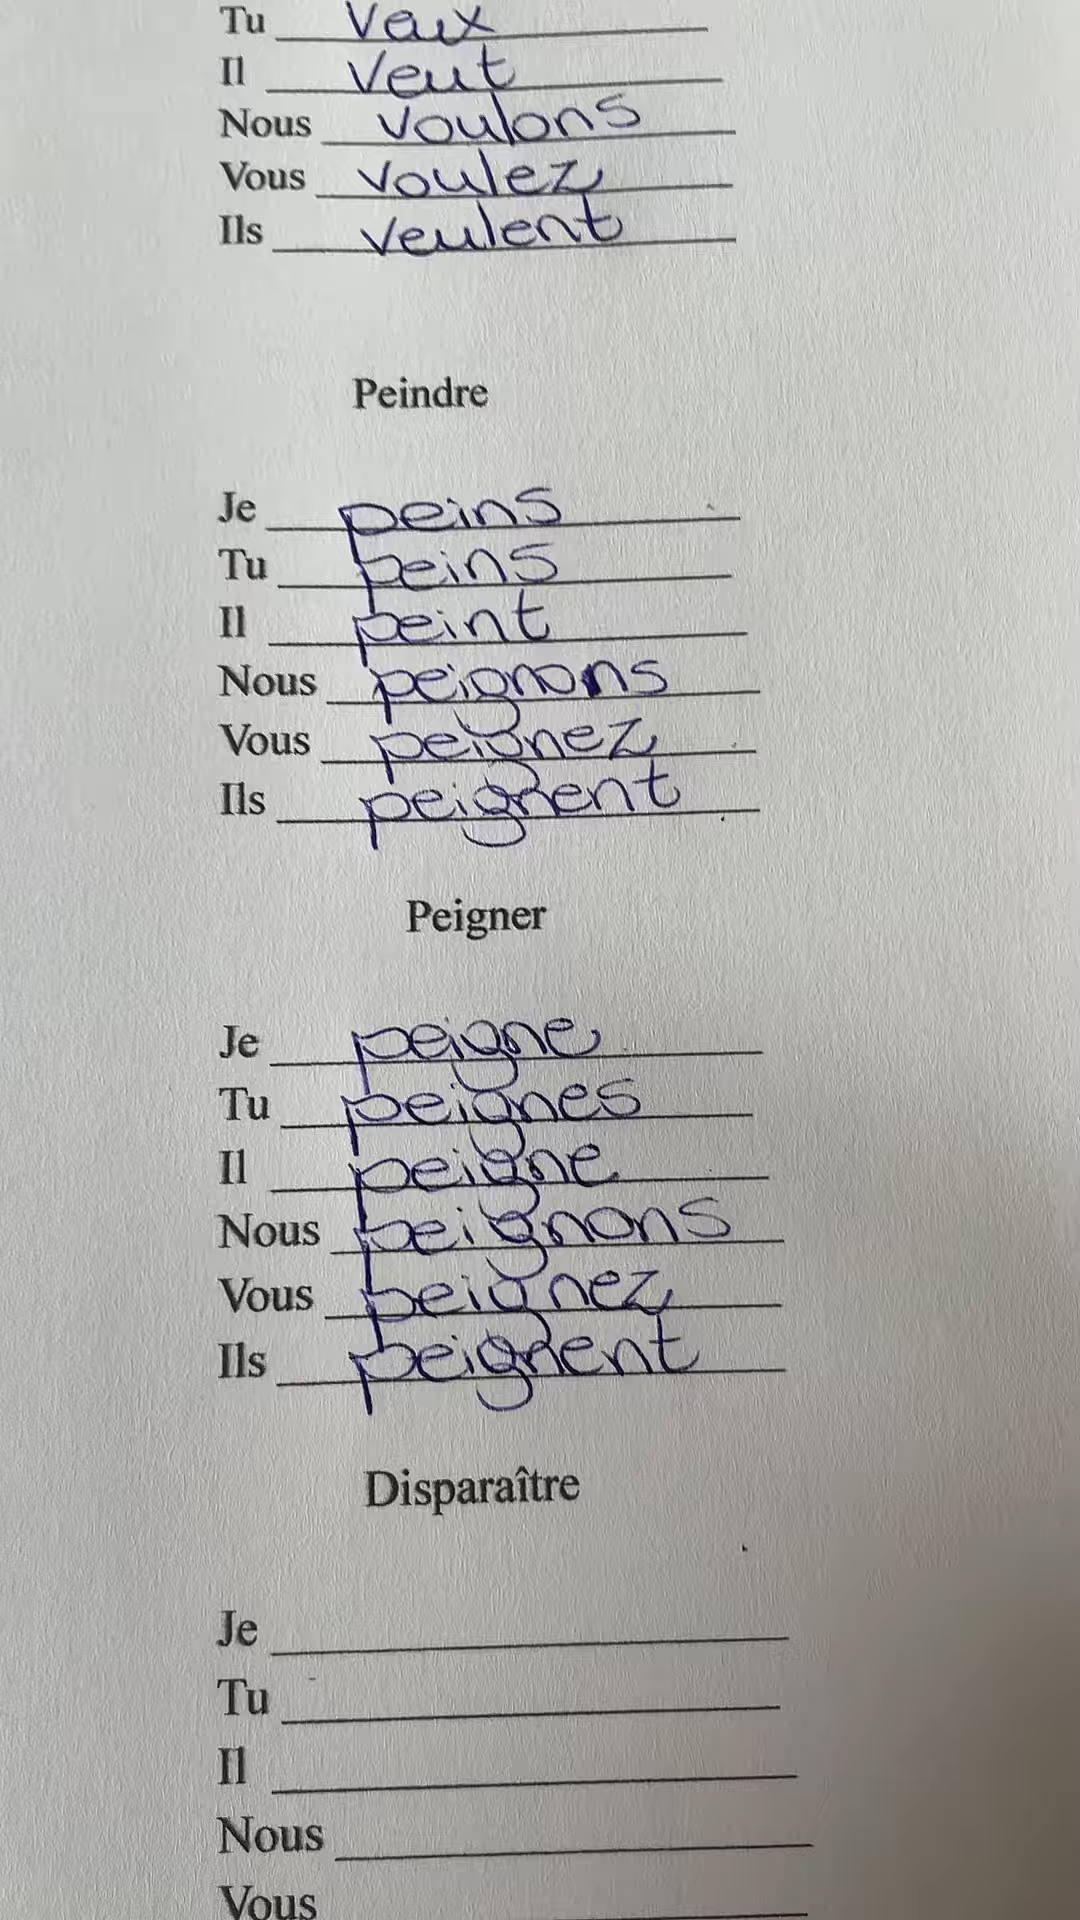 Tu veux
Il veut
Nous voulons
Vous voulez
Ils veulent
Peindre
Je peins
Tu peins
Il peint
Nous peignons
Vous peignez
Ils peignent
Peigner
Je peigne
Tu peignes
Il peigne
Nous peignons
Vous peignez
Ils peignent
Disparaître
Je
Tu
Il
Nous
Vous